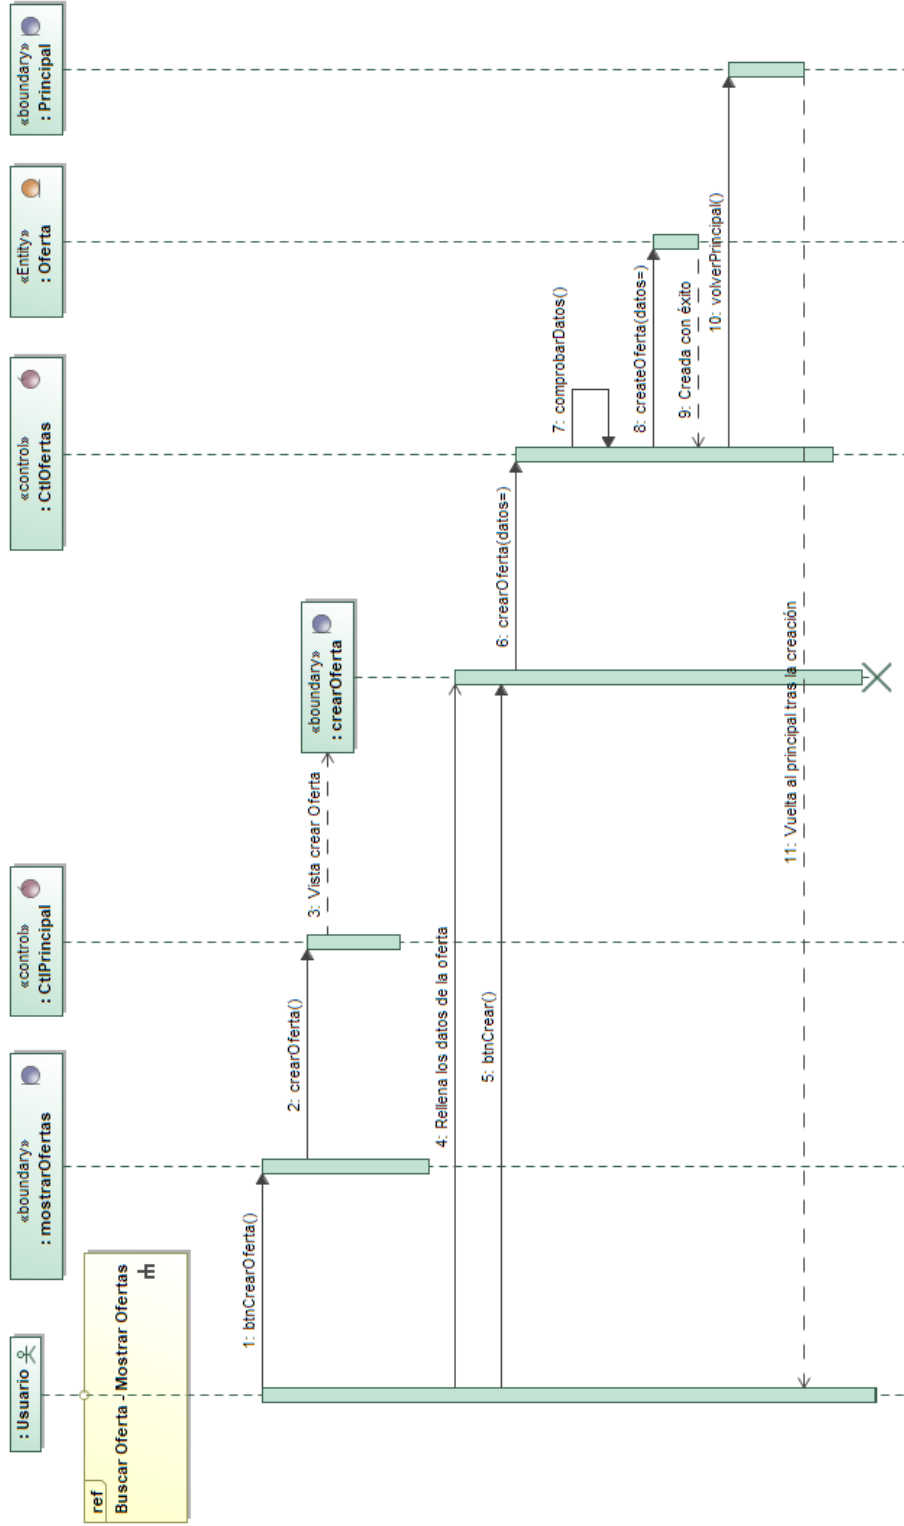 : Usuario
ref
Buscar Oferta - Mostrar Ofertas
«boundary»
: mostrarOfertas
«control»
: CtlPrincipal
«boundary»
: crearOferta
«control»
: CtlOfertas
«Entity»
: Oferta
«boundary»
: Principal
1: btnCrearOferta()
2: crearOferta()
3: Vista crear Oferta
4: Rellena los datos de la oferta
5: btnCrear()
6: crearOferta(datos=)
7: comprobarDatos()
8: createOferta(datos=)
9: Creada con éxito
10: volverPrincipal()
11: Vuelta al principal tras la creación